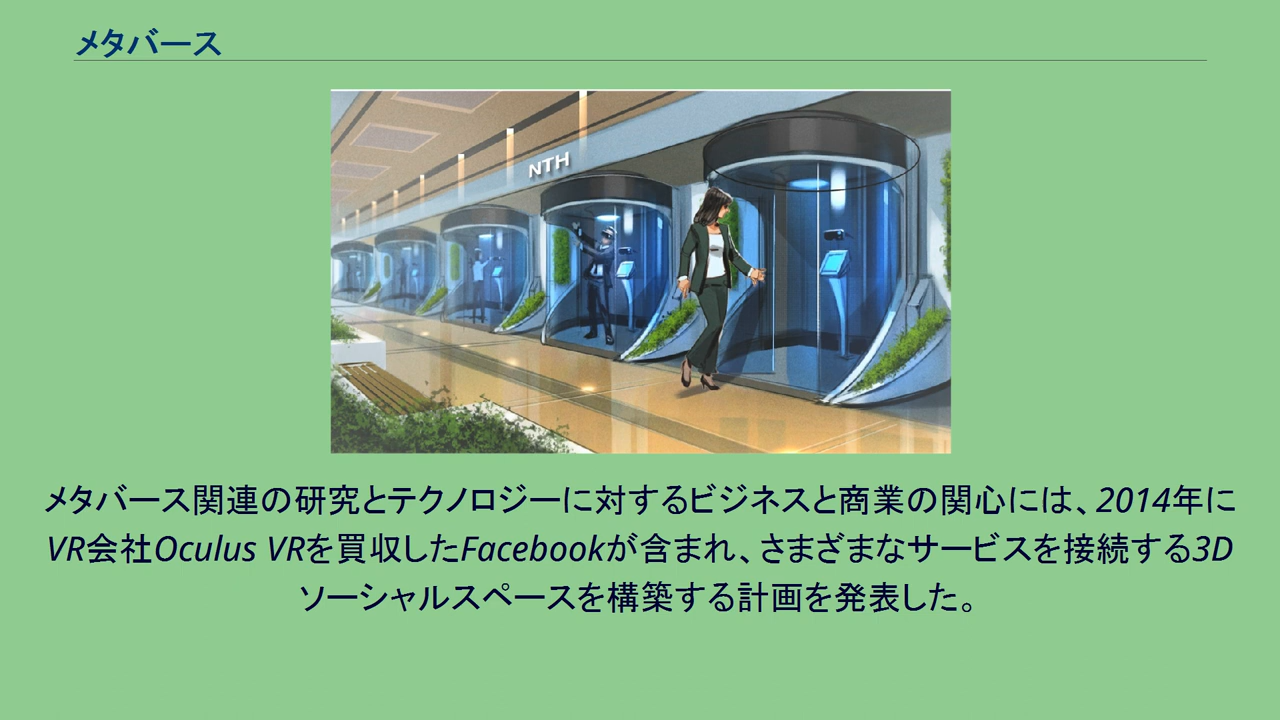 メタバース
NTH
メタバース関連の研究とテクノロジーに対するビジネスと商業の関心には、2014年に
VR会社Oculus VRを買収したFacebookが含まれ、さまざまなサービスを接続する3D
ソーシャルスペースを構築する計画を発表した。